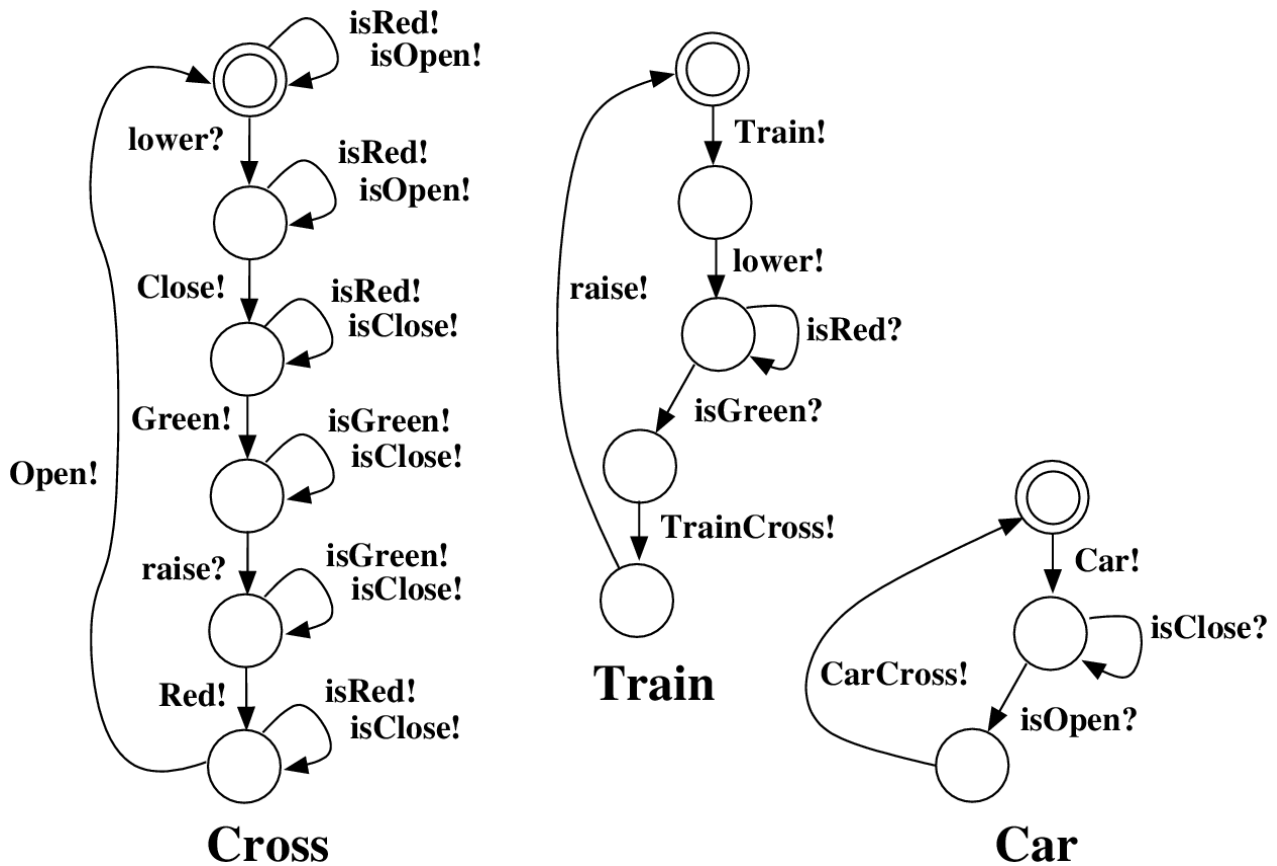 isRed!
isOpen!
lower?
isRed!
isOpen!
Close!
isRed!
isClose!
Green!
isGreen!
isClose!
Open!
raise?
isGreen!
isClose!
Red!
isRed!
isClose!
Cross
Train!
lower!
raise!
isRed?
isGreen?
TrainCross!
Train
Car!
isClose?
CarCross!
isOpen?
Car